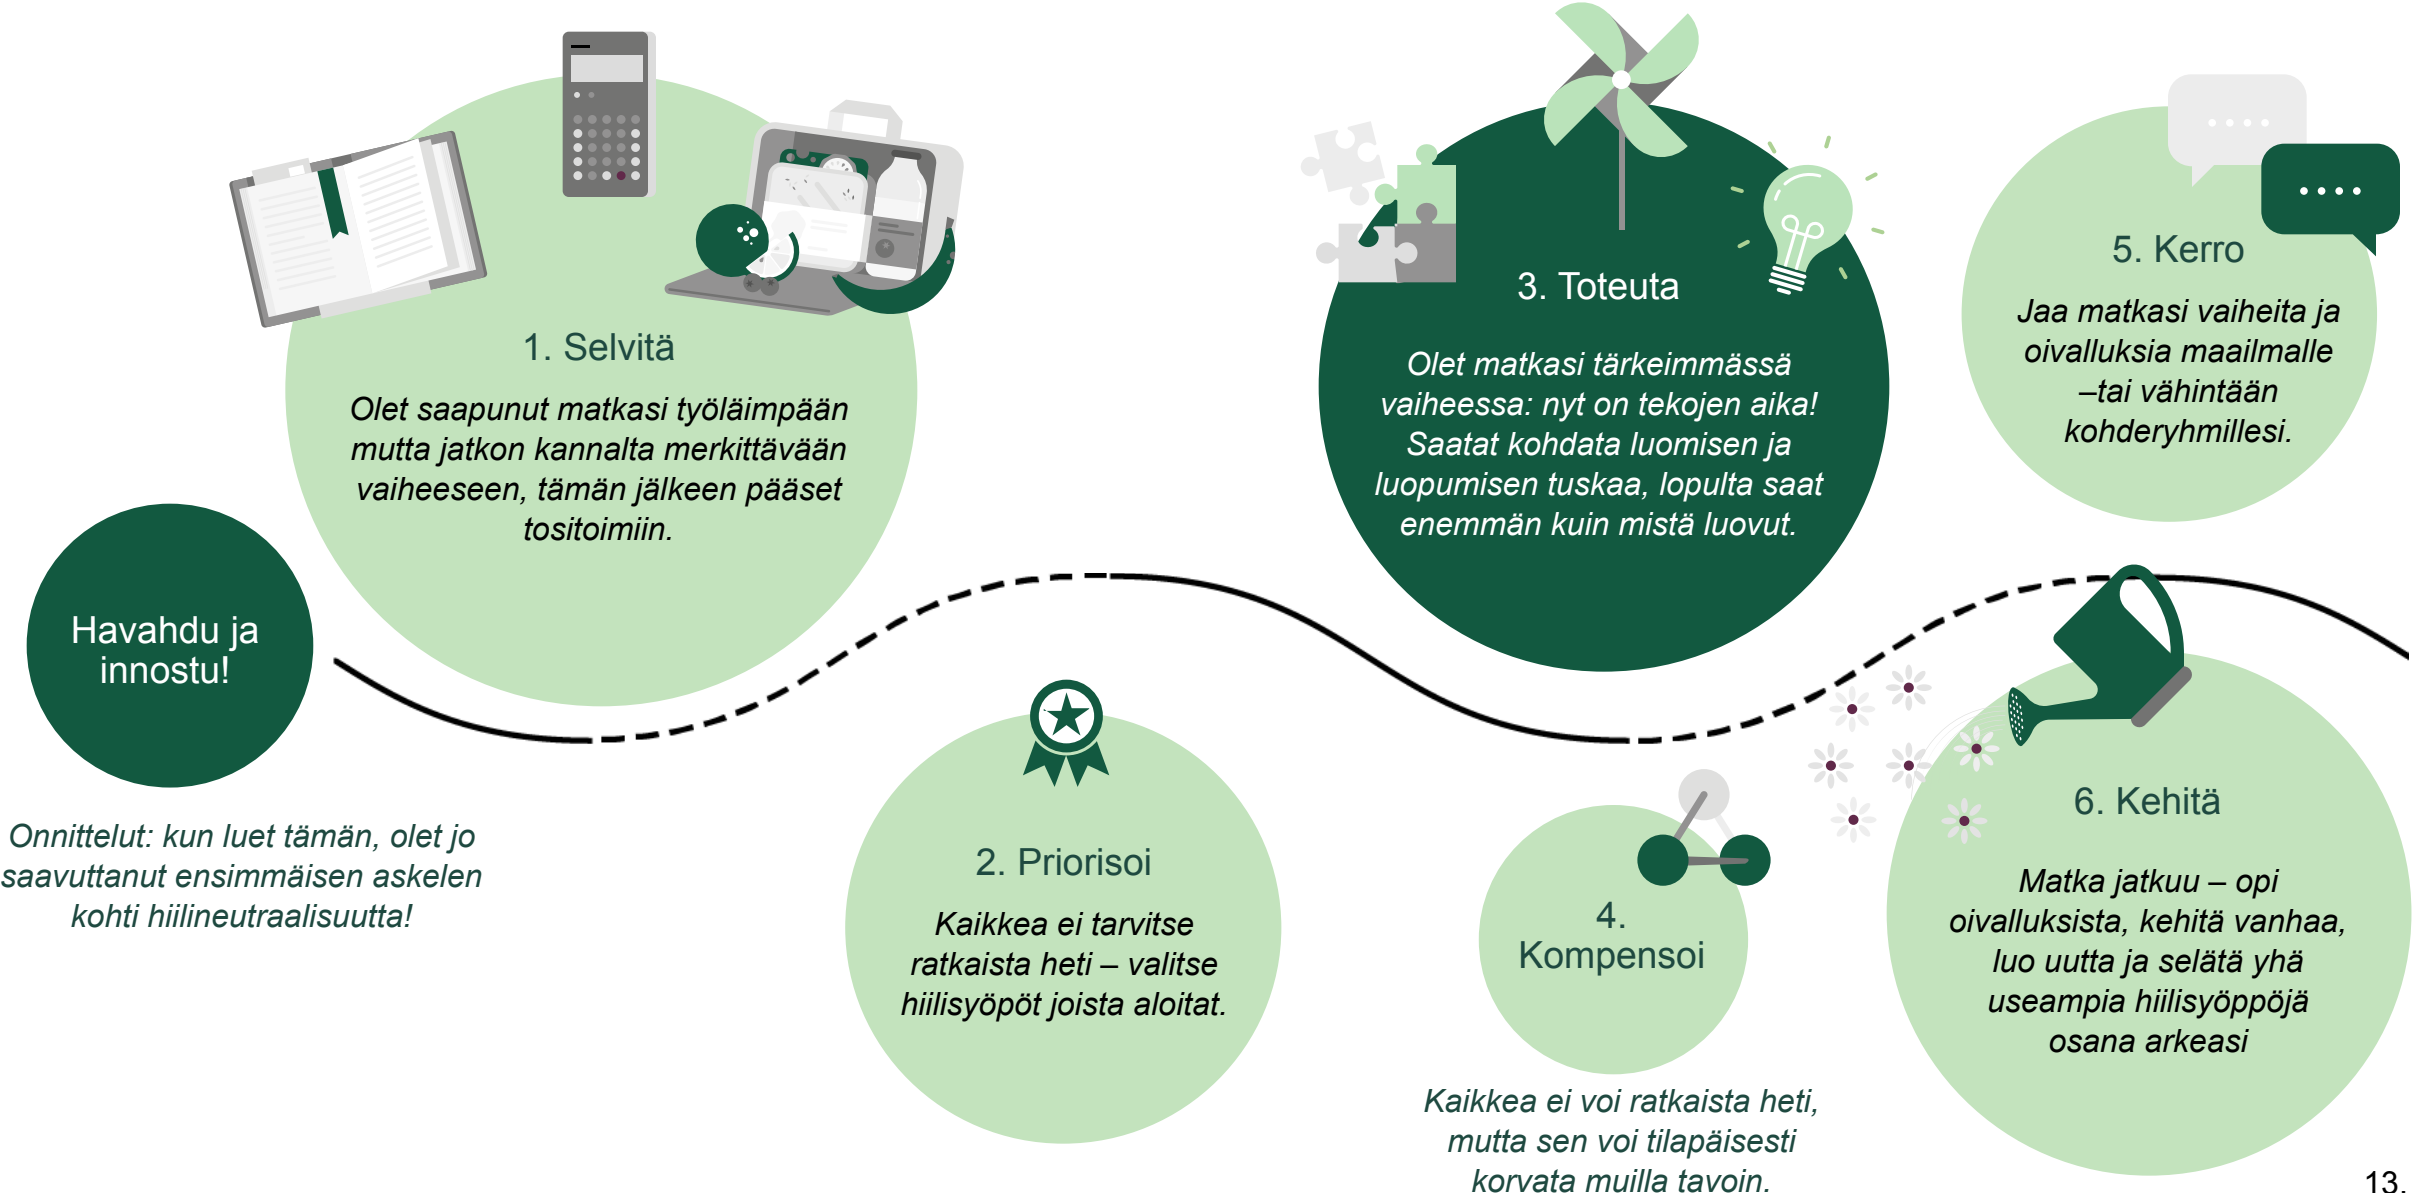 Havahdu ja
innostu!
Onnittelut: kun luet tämän, olet jo
saavuttanut ensimmäisen askelen
kohti hiilineutraalisuutta!
1. Selvitä
Olet saapunut matkasi työläimpään
mutta jatkon kannalta merkittävään
vaiheeseen, tämän jälkeen pääset
tositoimiin.
2. Priorisoi
Kaikkea ei tarvitse
ratkaista heti – valitse
hiilisyöpöt joista aloitat.
3. Toteuta
Olet matkasi tärkeimmässä
vaiheessa: nyt on tekojen aika!
Saatat kohdata luomisen ja
luopumisen tuskaa, lopulta saat
enemmän kuin mistä luovut.
4.
Kompensoi
Kaikkea ei voi ratkaista heti,
mutta sen voi tilapäisesti
korvata muilla tavoin.
5. Kerro
Jaa matkasi vaiheita ja
oivalluksia maailmalle
–tai vähintään
kohderyhmillesi.
6. Kehitä
Matka jatkuu – opi
oivalluksista, kehitä vanhaa,
luo uutta ja selätä yhä
useampia hiilisyöppöjä
osana arkeasi
13.